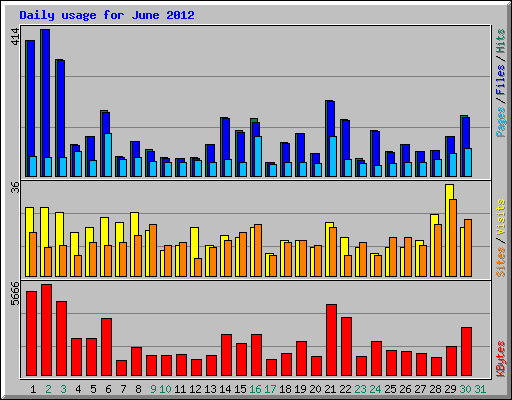 Daily usage for June 2012
414
Pages / Files / Hits
36
Sites / Visits
5666
KBytes
1 2 3 4 5 6 7 8 9 10 11 12 13 14 15 16 17 18 19 20 21 22 23 24 25 26 27 28 29 30 31